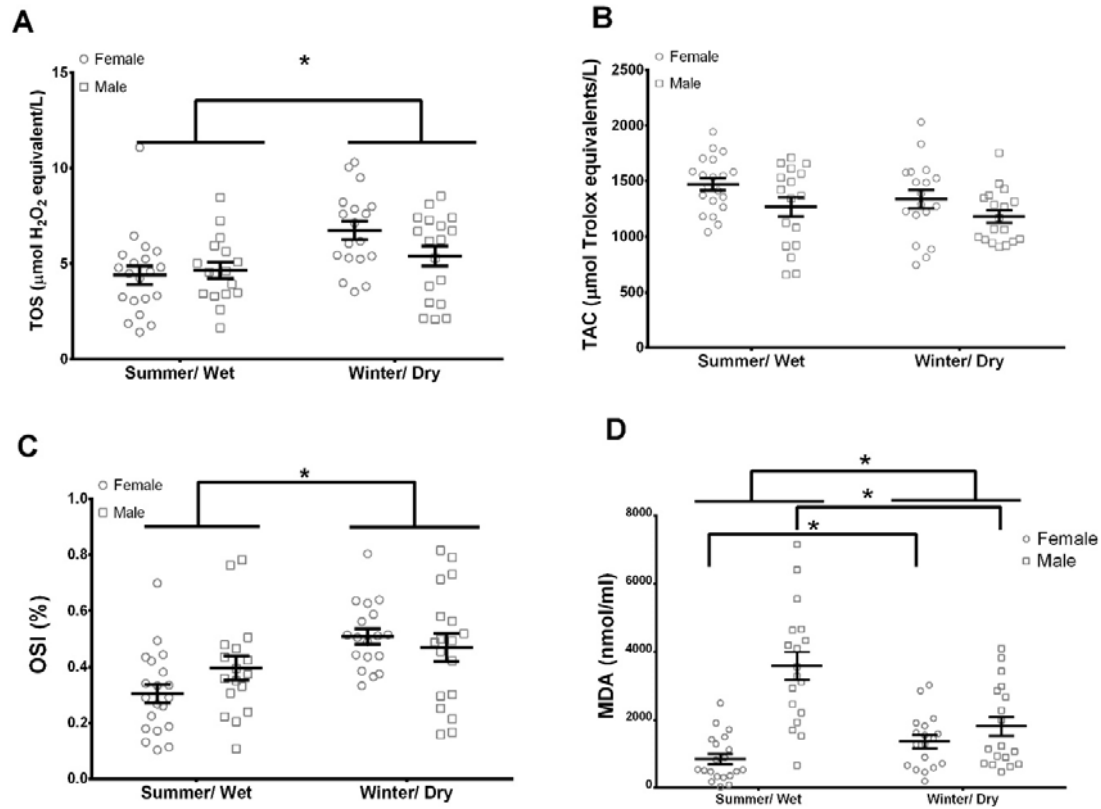 A
○ Female
□ Male
*
TOS (μmol H₂O₂ equivalent/L)
15
10
5
0
Summer/ Wet
Winter/ Dry
B
○ Female
□ Male
TAC (μmol Trolox equivalents/L)
2500
2000
1500
1000
500
0
Summer/ Wet
Winter/ Dry
C
○ Female
□ Male
*
OSI (%)
1.0
0.8
0.6
0.4
0.2
0.0
Summer/ Wet
Winter/ Dry
D
*
*
*
○ Female
□ Male
MDA (nmol/ml)
8000
6000
4000
2000
0
Summer/ Wet
Winter/ Dry